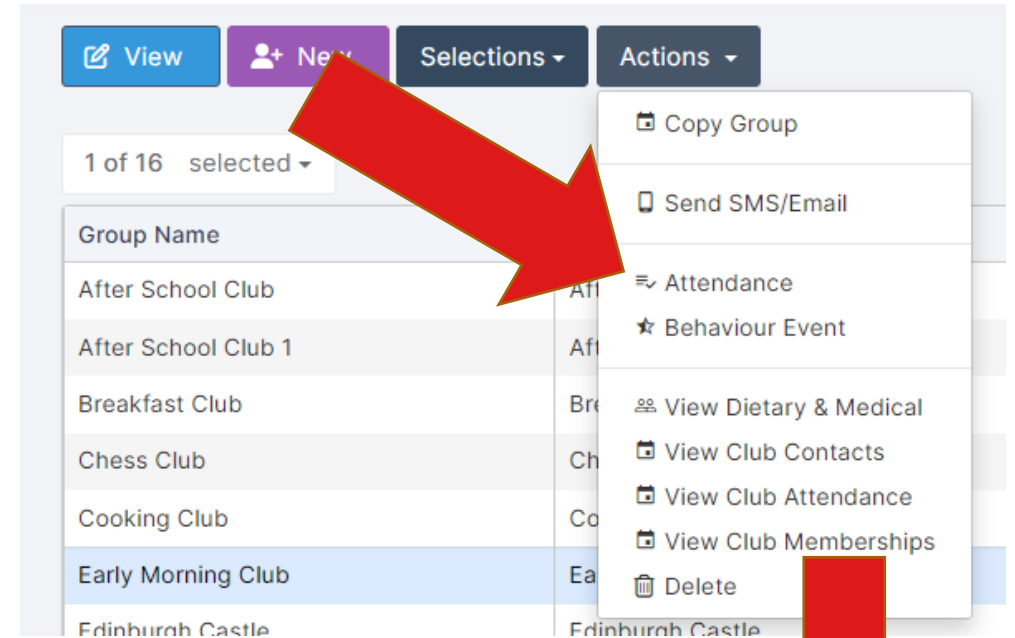 View
Selections
Actions
Copy Group
1 of 16 selected
Send SMS/Email
Group Name
After School Club
Attendance
After School Club 1
Behaviour Event
Breakfast Club
View Dietary & Medical
Chess Club
View Club Contacts
Cooking Club
View Club Attendance
View Club Memberships
Early Morning Club
Delete
Edinburgh Castle
Edinburgh Castle